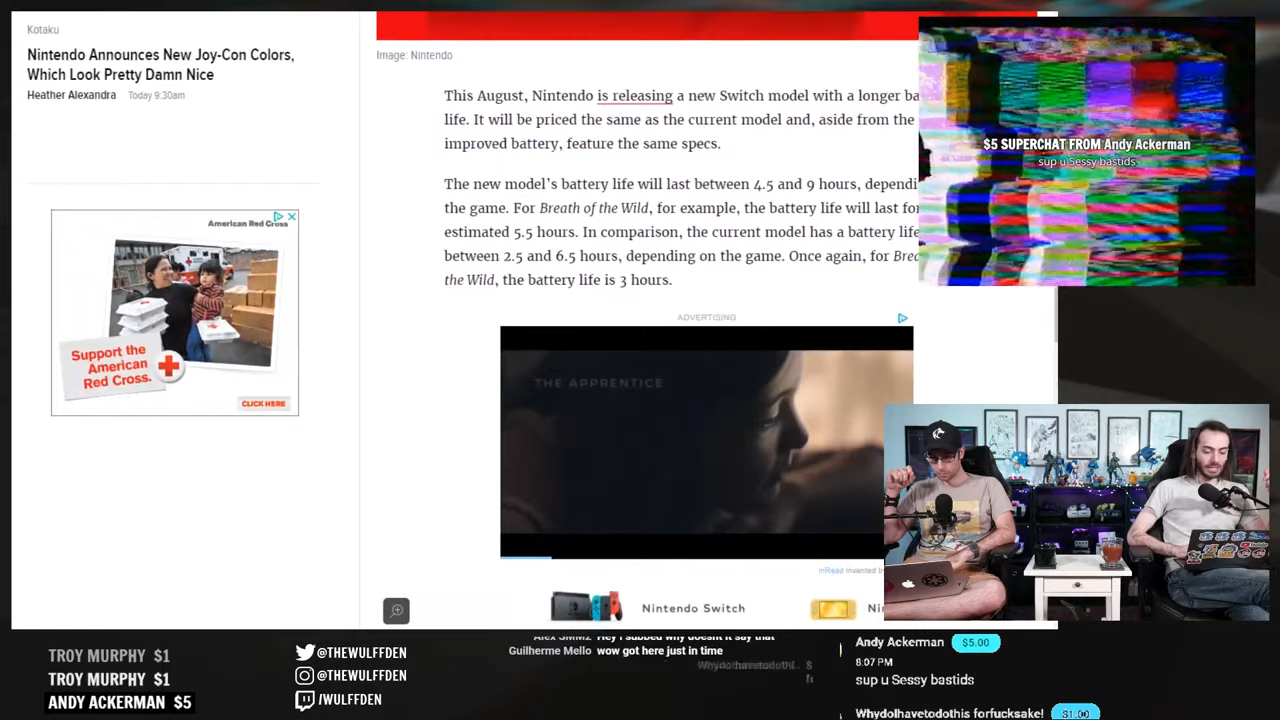 Kotaku
Nintendo Announces New Joy-Con Colors,
Which Look Pretty Damn Nice
Heather Alexandra Today 9:30am
American Red Cross
Support the
American
Red Cross.
CLICK HERE
Image: Nintendo
This August, Nintendo is releasing a new Switch model with a longer ba
life. It will be priced the same as the current model and, aside from the
improved battery, feature the same specs.
The new model’s battery life will last between 4.5 and 9 hours, dependi
the game. For Breath of the Wild, for example, the battery life will last fo
estimated 5.5 hours. In comparison, the current model has a battery life
between 2.5 and 6.5 hours, depending on the game. Once again, for Brea
the Wild, the battery life is 3 hours.
ADVERTISING
THE APPRENTICE
inRead invented
Nintendo Switch
Ni
$5 SUPERCHAT FROM Andy Ackerman
sup u Sessy bastids
TROY MURPHY $1
TROY MURPHY $1
ANDY ACKERMAN $5
@THEWULFFDEN
@THEWULFFDEN
/WULFFDEN
Alex SMM2 Hey I subbed why doesnt it say that
Guilherme Mello wow got here just in time
Whydoihavetodothi...
Andy Ackerman $5.00
8:07 PM
sup u Sessy bastids
WhydoIhavetodothis forfucksake! $1.00